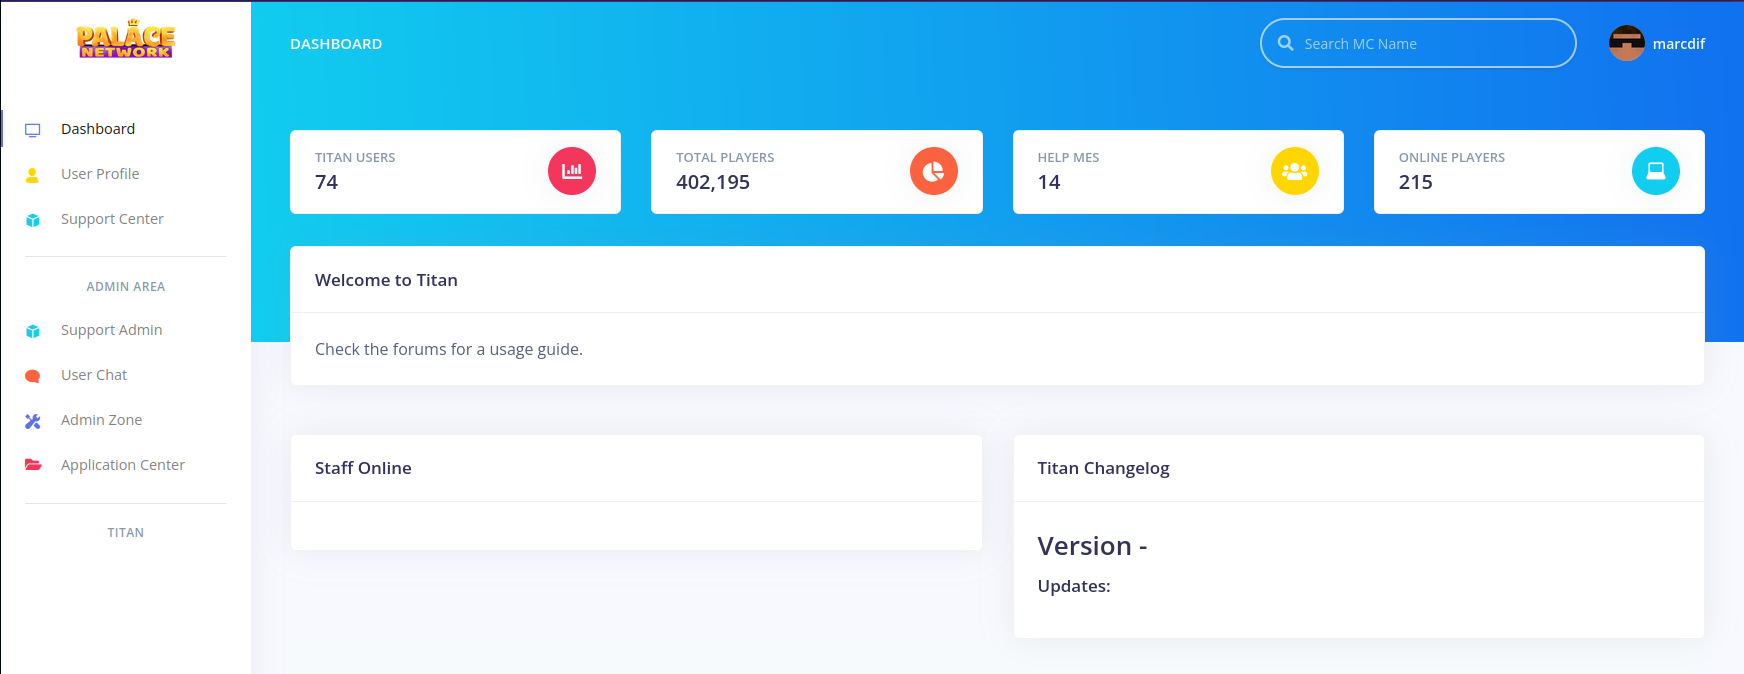 PALACE
NETWORK
Dashboard
User Profile
Support Center
ADMIN AREA
Support Admin
User Chat
Admin Zone
Application Center
TITAN
DASHBOARD
Search MC Name
marcdif
TITAN USERS
74
TOTAL PLAYERS
402,195
HELP MES
14
ONLINE PLAYERS
215
Welcome to Titan
Check the forums for a usage guide.
Staff Online
Titan Changelog
Version -
Updates: